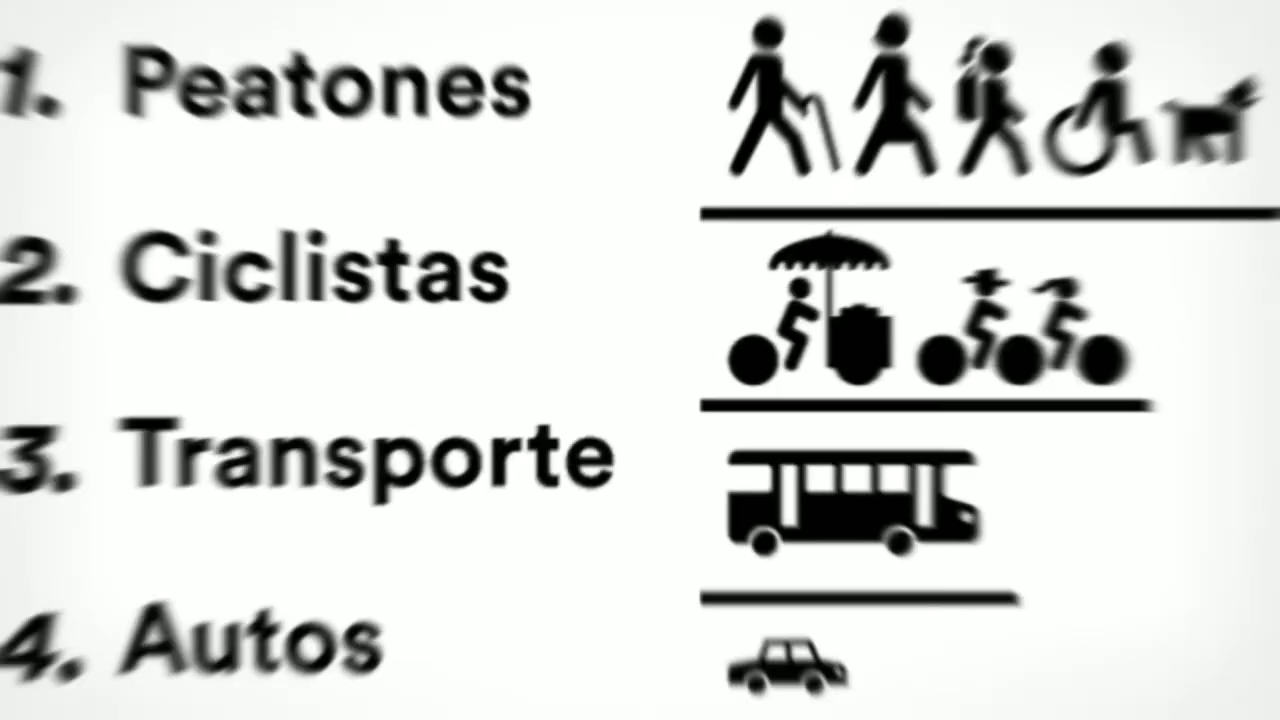 1. Peatones
2. Ciclistas
3. Transporte
4. Autos